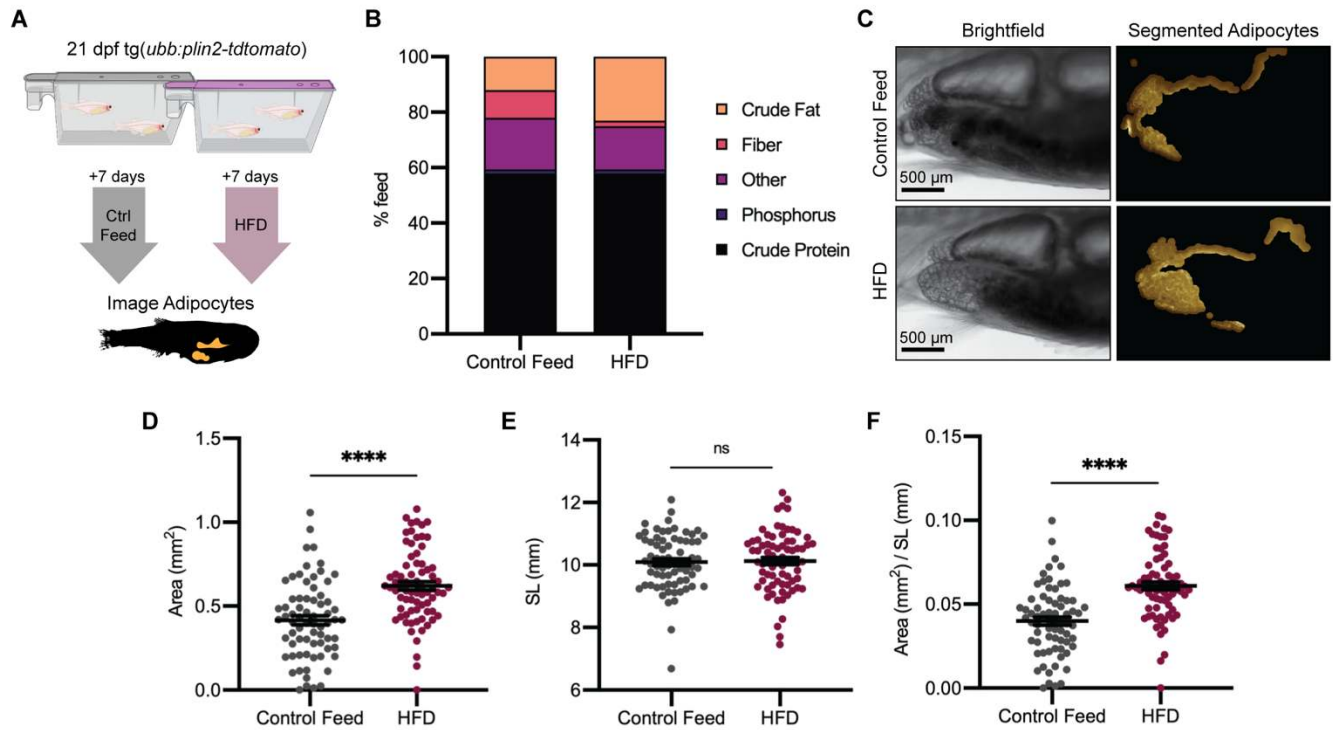 A
21 dpf tg(ubb:plin2-tdtomato)
+7 days
+7 days
Ctrl
Feed
HFD
Image Adipocytes
B
100
80
60
40
20
0
% feed
Control Feed
HFD
Crude Fat
Fiber
Other
Phosphorus
Crude Protein
C
Brightfield
Segmented Adipocytes
Control Feed
500 µm
HFD
500 µm
D
1.5
1.0
0.5
0.0
Area (mm²)
****
Control Feed
HFD
E
14
12
10
8
6
SL (mm)
ns
Control Feed
HFD
F
0.15
0.10
0.05
0.00
Area (mm²) / SL (mm)
****
Control Feed
HFD